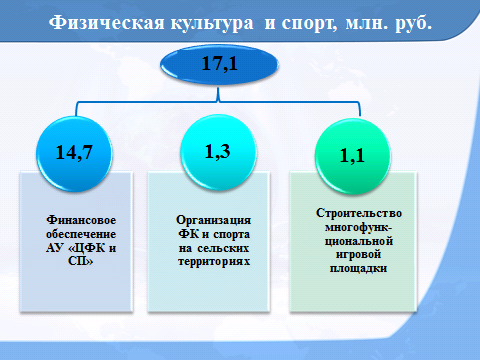 Физическая культура и спорт, млн. руб.
17,1
14,7
1,3
1,1
Финансовое
обеспечение
АУ «ЦФК и
СП»
Организация
ФК и спорта
на сельских
территориях
Строительство
многофунк-
циональной
игровой
площадки